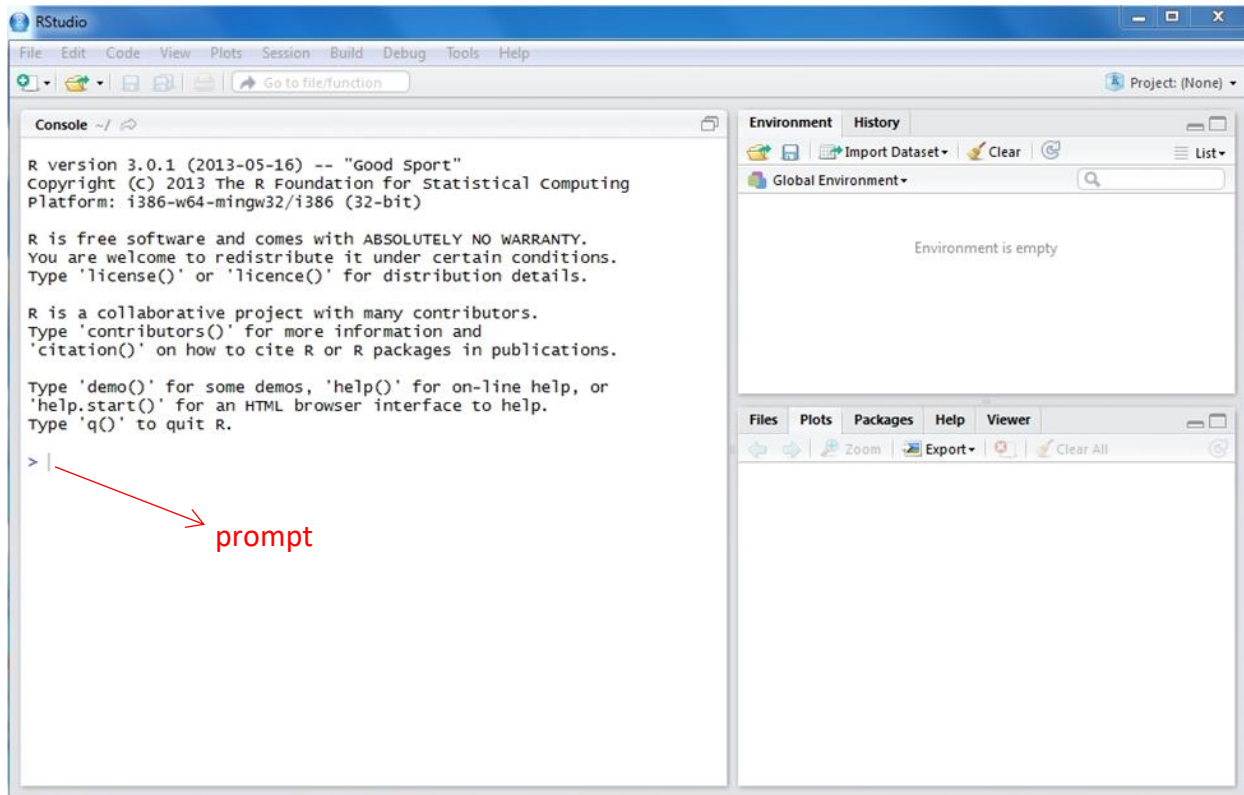 RStudio
File Edit Code View Plots Session Build Debug Tools Help
Go to file/function
Project: (None)
Console ~/
R version 3.0.1 (2013-05-16) -- "Good Sport"
Copyright (C) 2013 The R Foundation for Statistical Computing
Platform: i386-w64-mingw32/i386 (32-bit)
R is free software and comes with ABSOLUTELY NO WARRANTY.
You are welcome to redistribute it under certain conditions.
Type 'license()' or 'licence()' for distribution details.
R is a collaborative project with many contributors.
Type 'contributors()' for more information and
'citation()' on how to cite R or R packages in publications.
Type 'demo()' for some demos, 'help()' for on-line help, or
'help.start()' for an HTML browser interface to help.
Type 'q()' to quit R.
>
prompt
Environment History
Import Dataset Clear List
Global Environment
Environment is empty
Files Plots Packages Help Viewer
Zoom Export Clear All